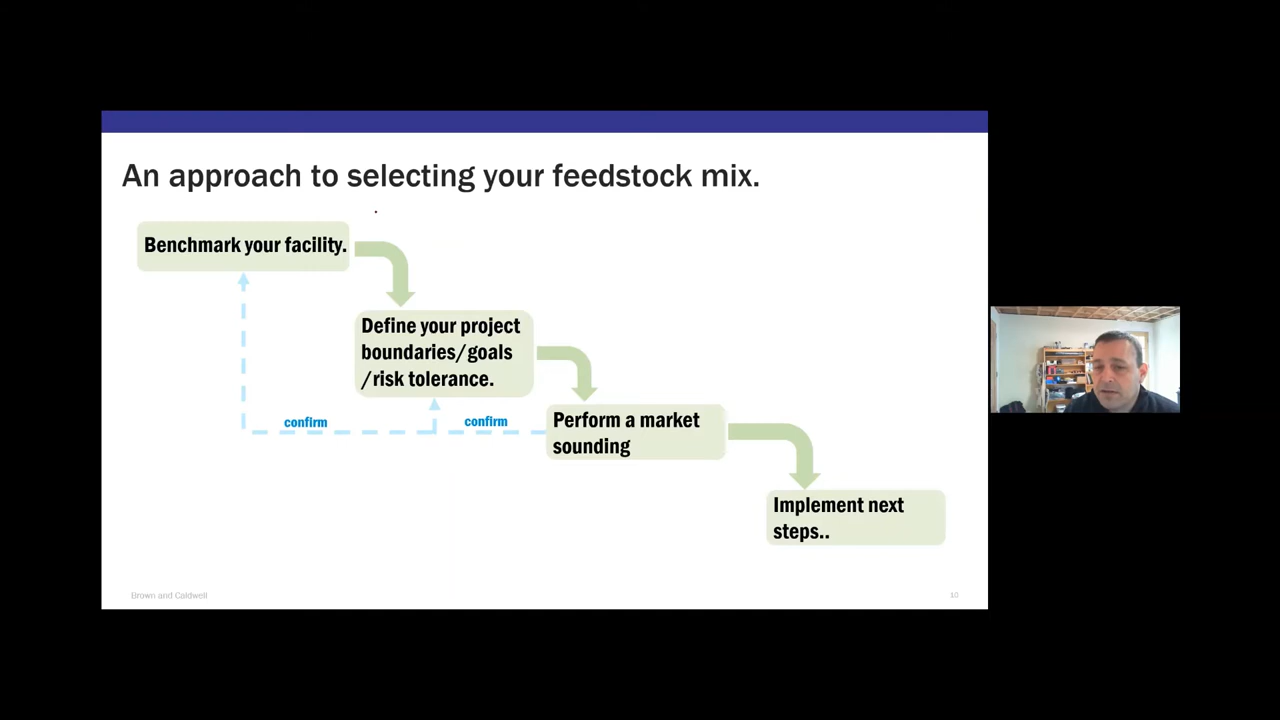 An approach to selecting your feedstock mix.
Benchmark your facility.
Define your project
boundaries/goals
/risk tolerance.
confirm
confirm
Perform a market
sounding
Implement next
steps..
Brown and Caldwell
10